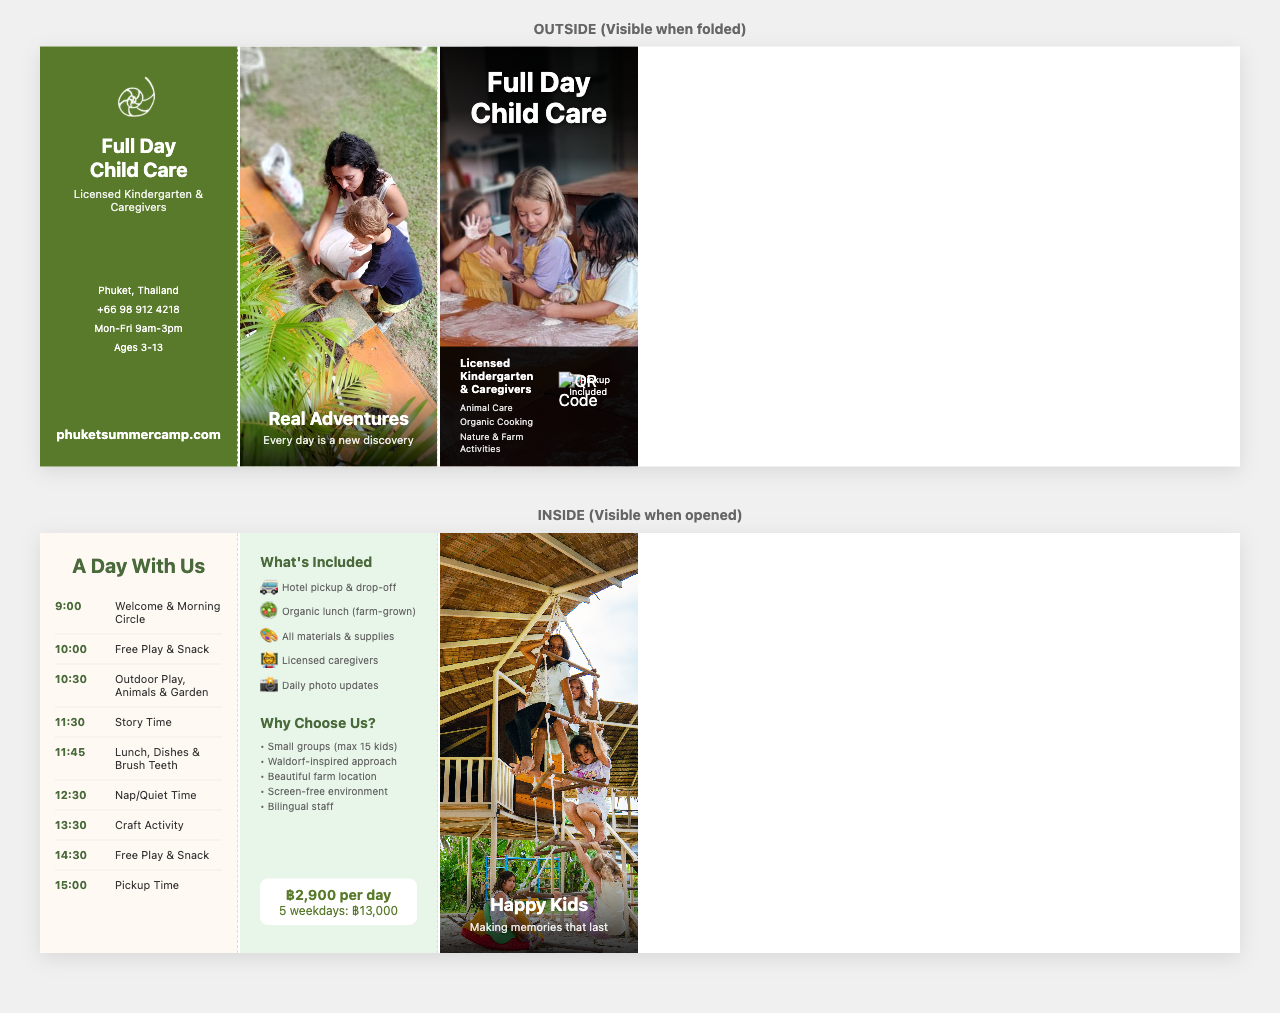 OUTSIDE (Visible when folded)
Full Day
Child Care
Licensed Kindergarten &
Caregivers
Phuket, Thailand
+66 98 912 4218
Mon-Fri 9am-3pm
Ages 3-13
phuketsummercamp.com
Real Adventures
Every day is a new discovery
Full Day
Child Care
Licensed
Kindergarten
& Caregivers
Animal Care
Organic Cooking
Nature & Farm
Activities
QR
Code
Included
INSIDE (Visible when opened)
A Day With Us
9:00 Welcome & Morning
Circle
10:00 Free Play & Snack
10:30 Outdoor Play,
Animals & Garden
11:30 Story Time
11:45 Lunch, Dishes &
Brush Teeth
12:30 Nap/Quiet Time
13:30 Craft Activity
14:30 Free Play & Snack
15:00 Pickup Time
What's Included
Hotel pickup & drop-off
Organic lunch (farm-grown)
All materials & supplies
Licensed caregivers
Daily photo updates
Why Choose Us?
• Small groups (max 15 kids)
• Waldorf-inspired approach
• Beautiful farm location
• Screen-free environment
• Bilingual staff
฿2,900 per day
5 weekdays: ฿13,000
Happy Kids
Making memories that last